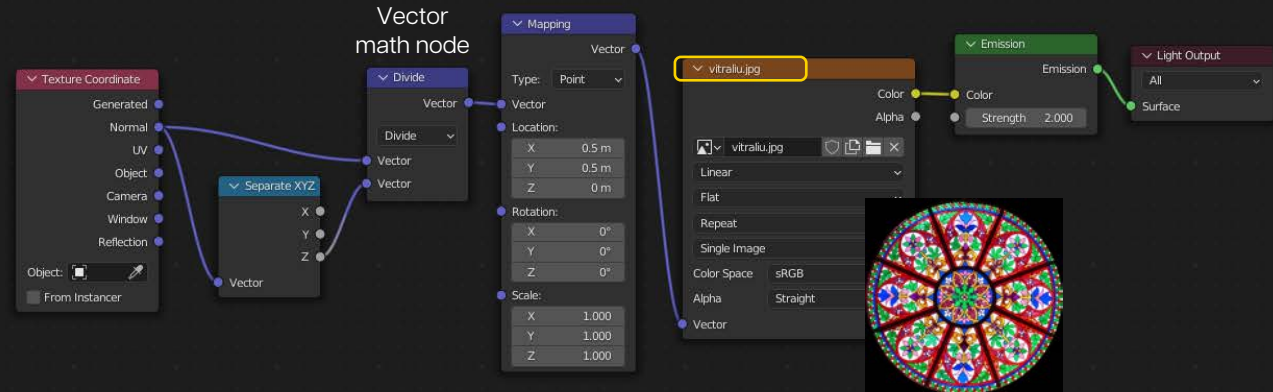 Vector
math node
Texture Coordinate
Generated
Normal
UV
Object
Camera
Window
Reflection
Object:
From Instancer
Separate XYZ
X
Y
Z
Vector
Divide
Vector
Divide
Vector
Vector
Mapping
Vector
Type: Point
Vector
Location:
X 0.5 m
Y 0.5 m
Z 0 m
Rotation:
X 0°
Y 0°
Z 0°
Scale:
X 1.000
Y 1.000
Z 1.000
vitraliu.jpg
Color
Alpha
vitraliu.jpg
Linear
Flat
Repeat
Single Image
Color Space sRGB
Alpha Straight
Vector
Emission
Emission
Color
Strength 2.000
Light Output
All
Surface